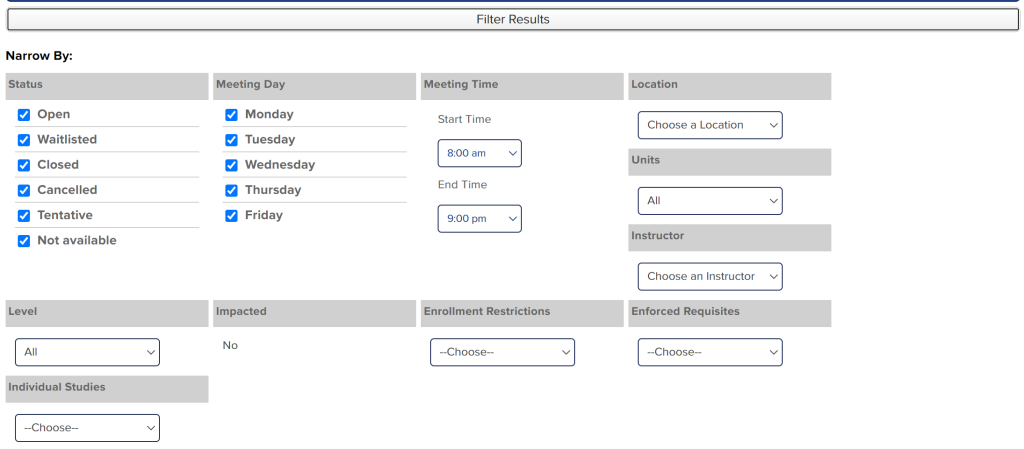 Filter Results
Narrow By:
Status
Open
Waitlisted
Closed
Cancelled
Tentative
Not available
Meeting Day
Monday
Tuesday
Wednesday
Thursday
Friday
Meeting Time
Start Time
8:00 am
End Time
9:00 pm
Location
Choose a Location
Units
All
Instructor
Choose an Instructor
Level
All
Impacted
No
Enrollment Restrictions
--Choose--
Enforced Requisites
--Choose--
Individual Studies
--Choose--